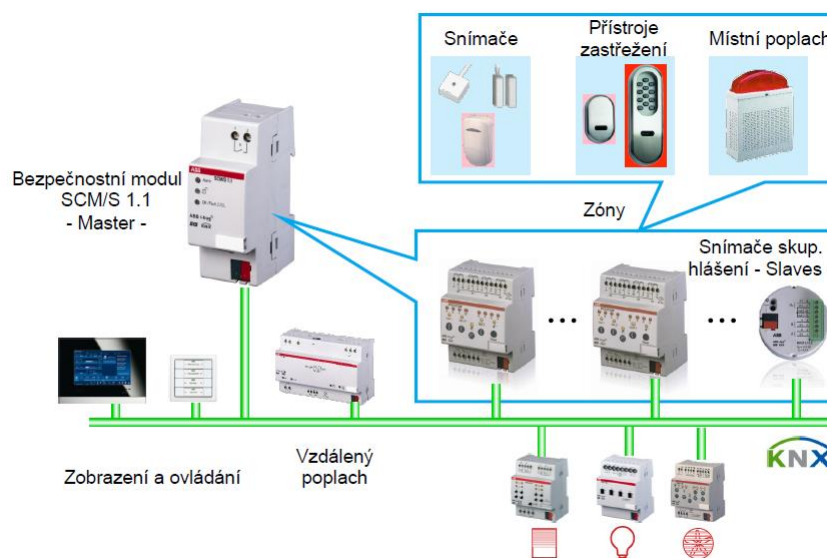 Snímače
Přístroje
zastřežení
Místní poplach
Bezpečnostní modul
SCM/S 1.1
- Master -
Zóny
Snímače skup.
hlášení - Slaves
Zobrazení a ovládání
Vzdálený
poplach
KNX
ABB